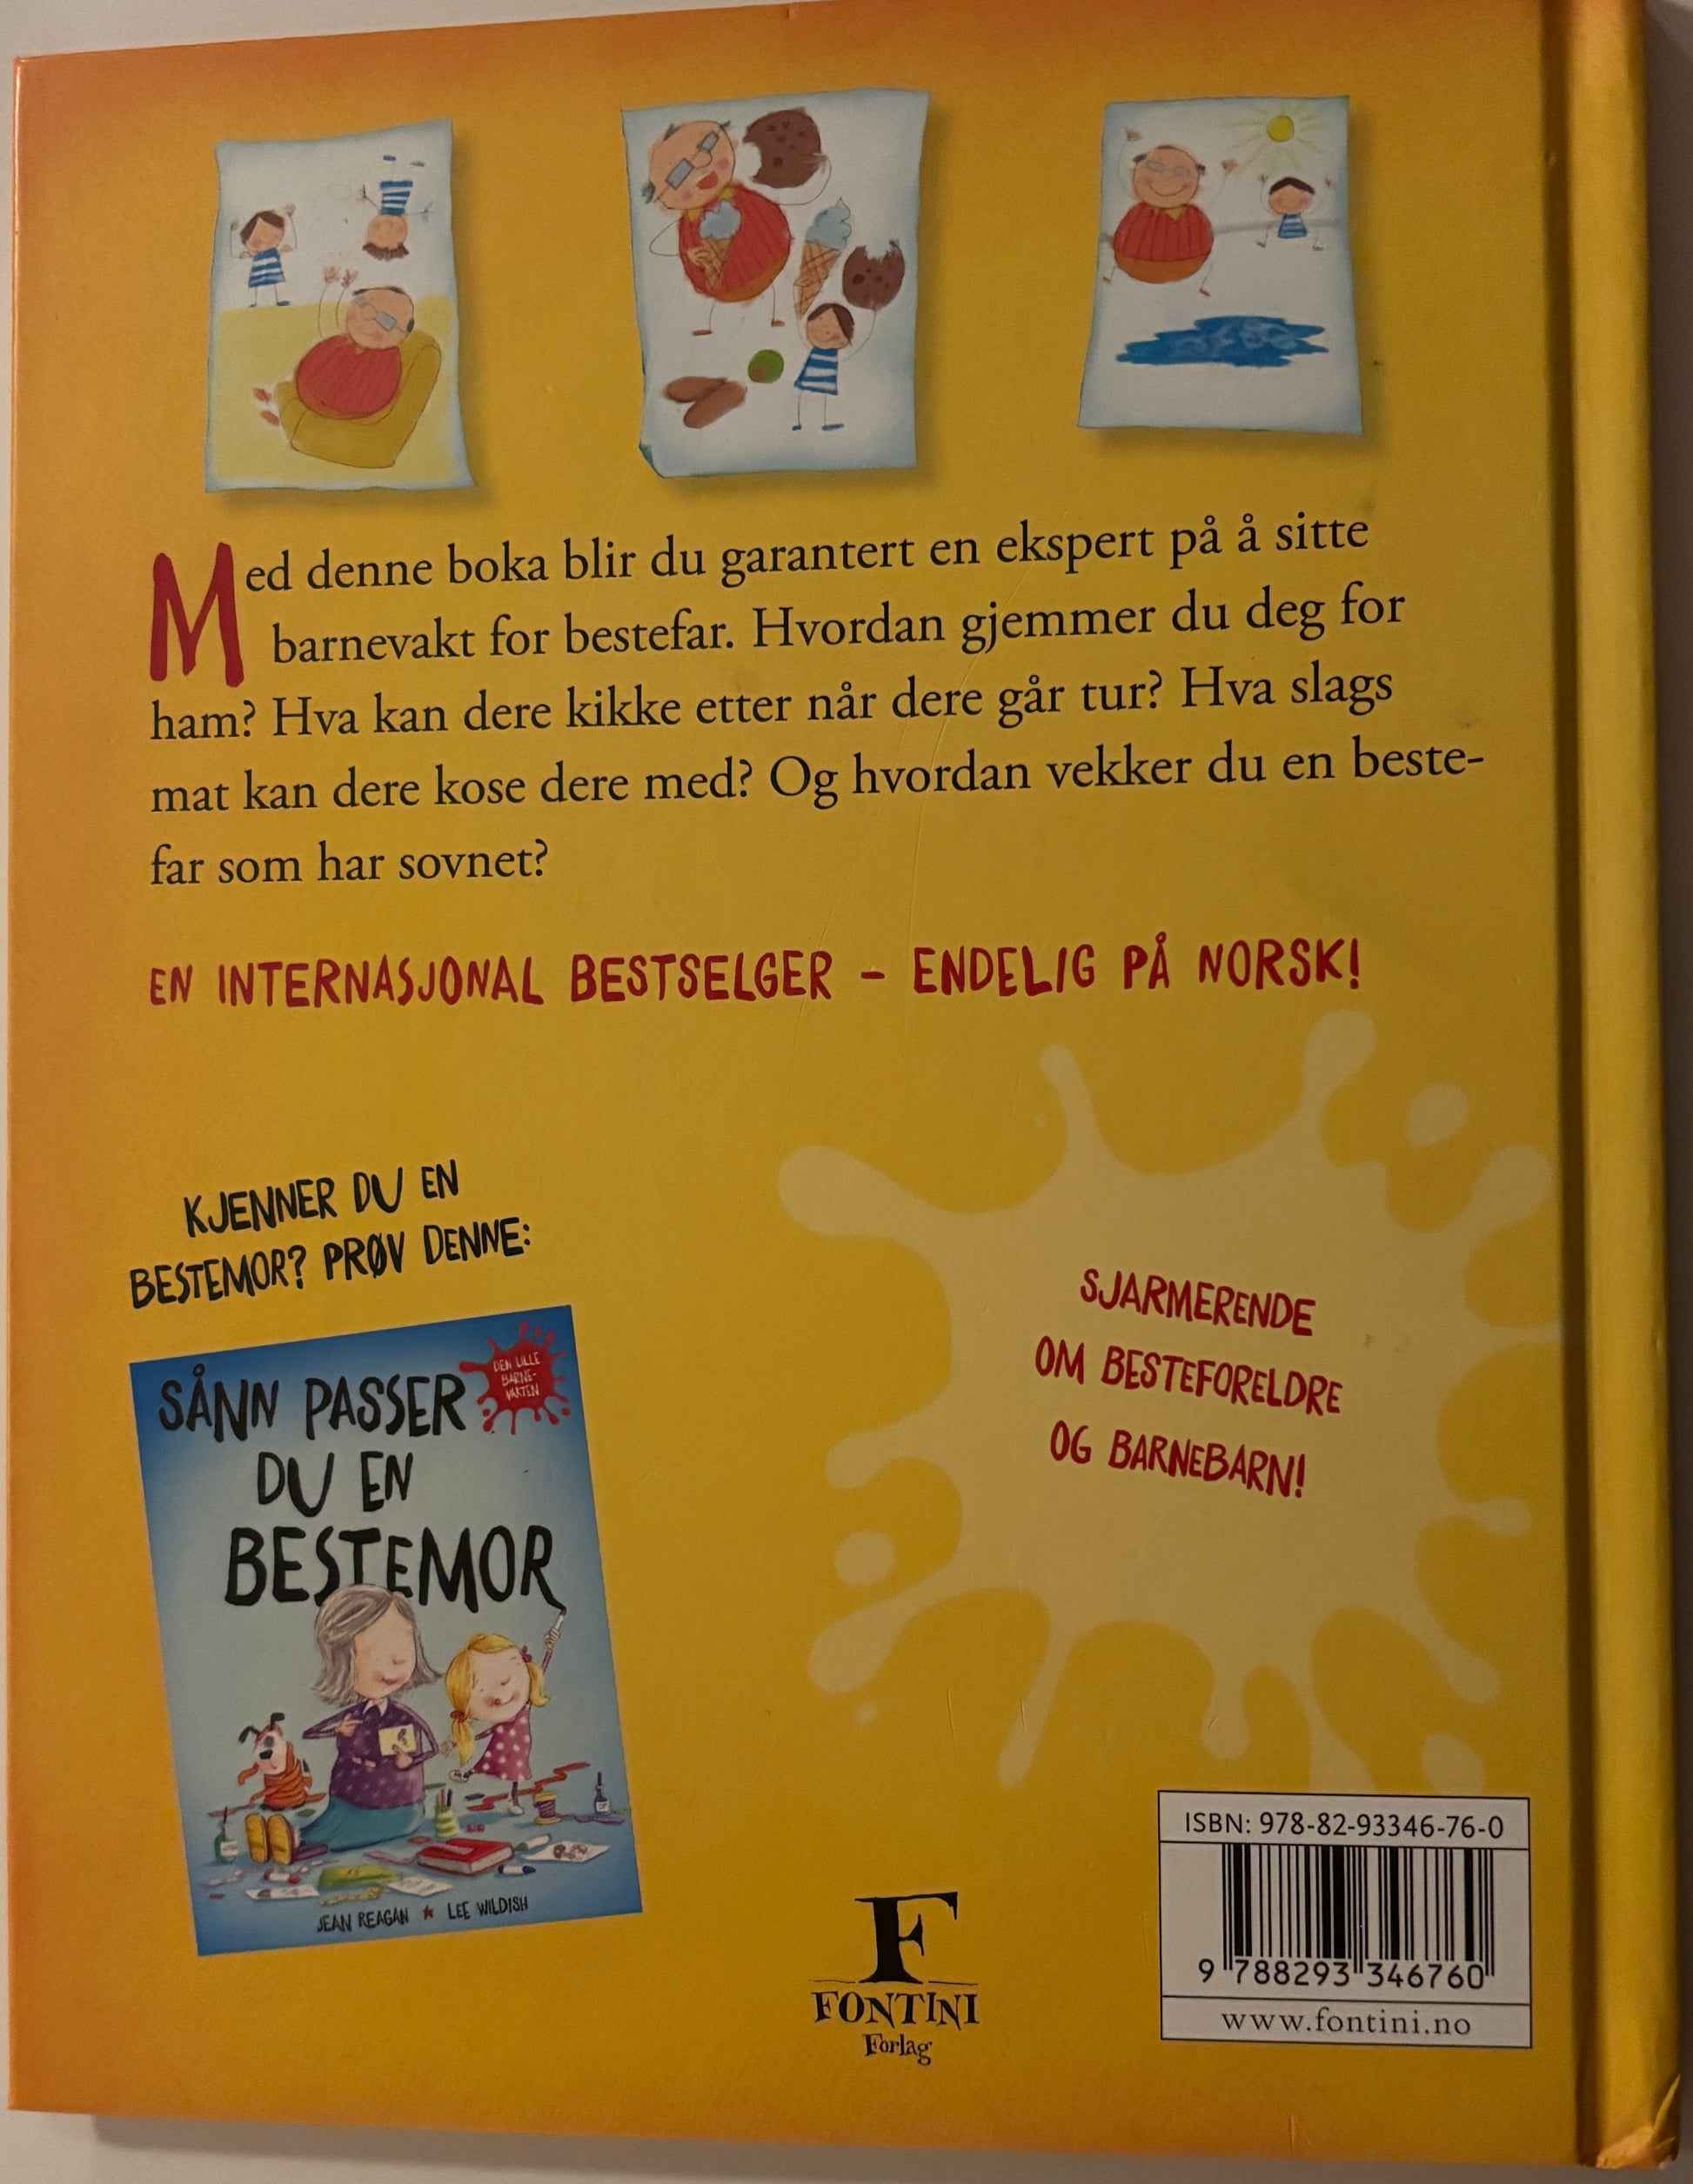 Med denne boka blir du garantert en ekspert på å sitte
barnevakt for bestefar. Hvordan gjemmer du deg for
ham? Hva kan dere kikke etter når dere går tur? Hva slags
mat kan dere kose dere med? Og hvordan vekker du en beste-
far som har sovnet?
EN INTERNASJONAL BESTSELGER – ENDELIG PÅ NORSK!
KJENNER DU EN
BESTEMOR? PRØV DENNE:
DEN LILLE
BARNE-
VAKTEN
SÅNN PASSER
DU EN
BESTEMOR
JEAN REAGAN ★ LEE WILDISH
SJARMERENDE
OM BESTEFORELDRE
OG BARNEBARN!
F
FONTINI
Forlag
ISBN: 978-82-93346-76-0
9 788293 346760
www.fontini.no